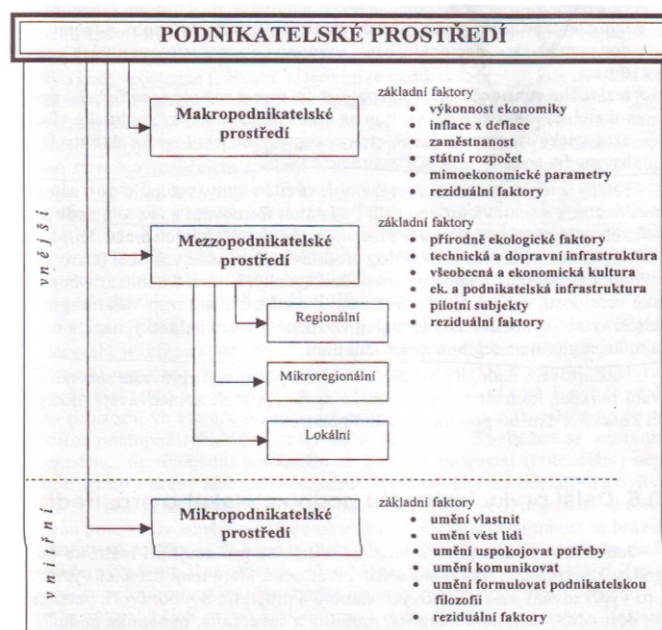 PODNIKATELSKÉ PROSTŘEDÍ
základní faktory
Makropodnikatelské
prostředí
• výkon ekonomiky
• inflace x deflace
• zaměstnanost
• státní rozpočet
• mimoekonomické parametry
• reziduální faktory
vnější
základní faktory
Mezzopodnikatelské
prostředí
• přírodně ekologické faktory
• technická a dopravní infrastruktura
• všeobecná a ekonomická kultura
• ek. a podnikatelská infrastruktura
• pilotní subjekty
• reziduální faktory
Regionální
Mikroregionální
Lokální
vnitřní
základní faktory
Mikropodnikatelské
prostředí
• umění vlastnit
• umění vést lidi
• umění uspokojovat potřeby
• umění komunikovat
• umění formulovat podnikatelskou
filozofii
• reziduální faktory